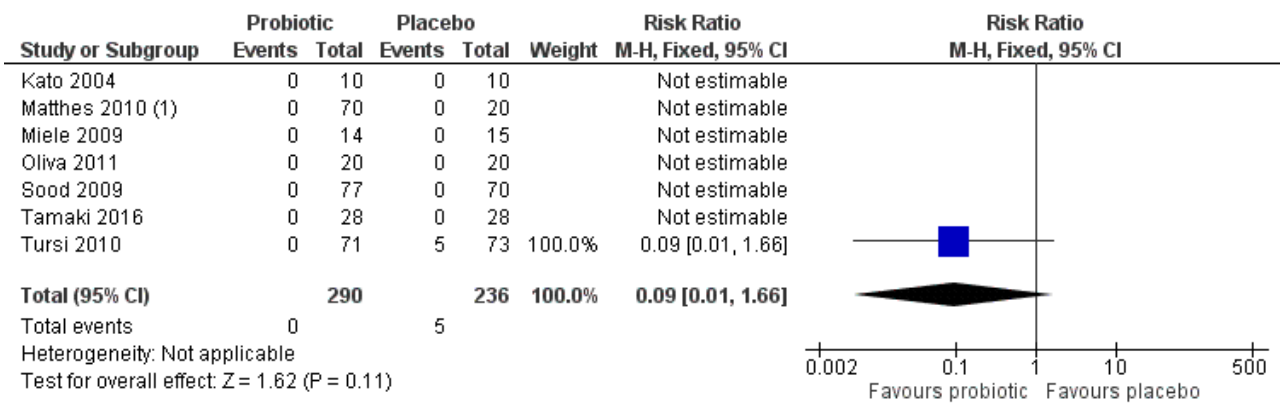 Probiotic Placebo Risk Ratio Risk Ratio
Study or Subgroup Events Total Events Total Weight M-H, Fixed, 95% CI M-H, Fixed, 95% CI
Kato 2004 0 10 0 10 Not estimable
Matthes 2010 (1) 0 70 0 20 Not estimable
Miele 2009 0 14 0 15 Not estimable
Oliva 2011 0 20 0 20 Not estimable
Sood 2009 0 77 0 70 Not estimable
Tamaki 2016 0 28 0 28 Not estimable
Tursi 2010 0 71 5 73 100.0% 0.09 [0.01, 1.66]
Total (95% CI) 290 236 100.0% 0.09 [0.01, 1.66]
Total events 0 5
Heterogeneity: Not applicable
Test for overall effect: Z = 1.62 (P = 0.11)
0.002 0.1 1 10 500
Favours probiotic Favours placebo